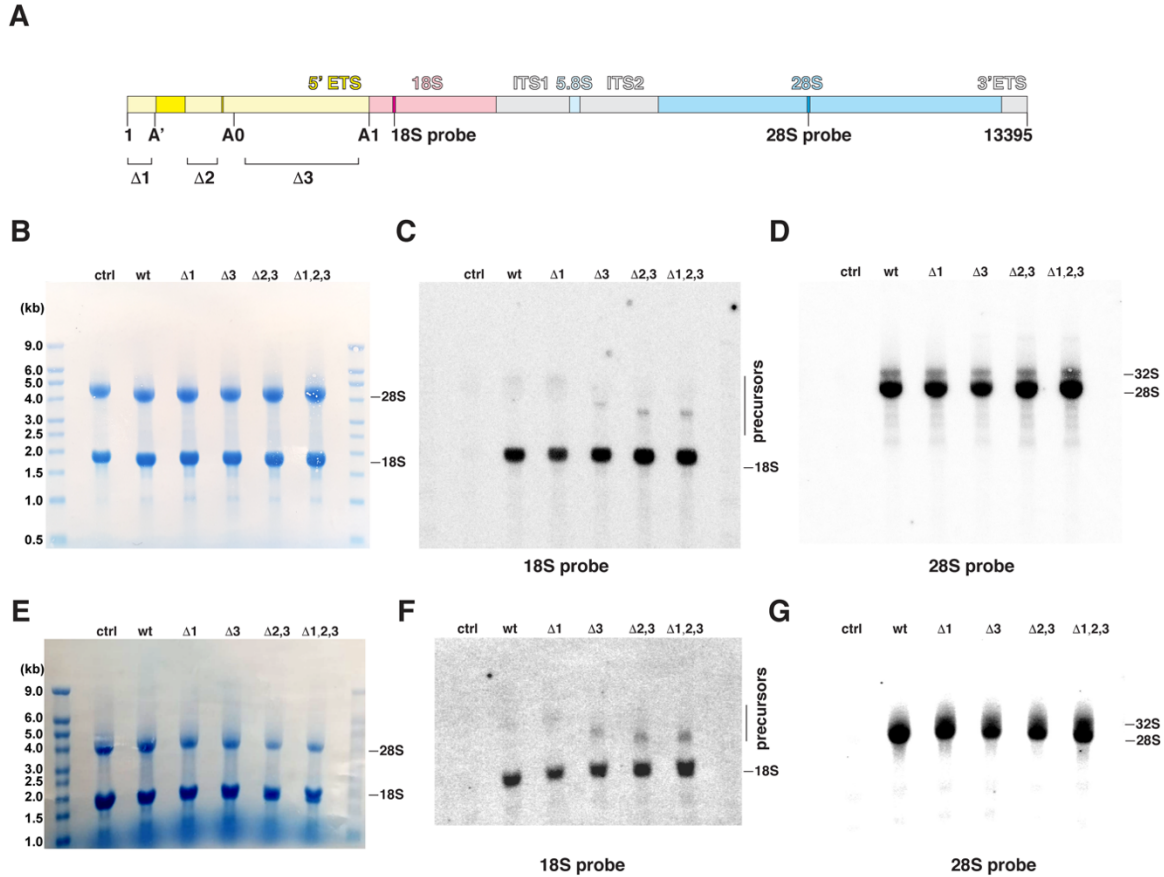 A
5' ETS 18S ITS1 5.8S ITS2 28S 3'ETS
1 A' A0 A1 18S probe 28S probe 13395
Δ1 Δ2 Δ3
B
ctrl wt Δ1 Δ3 Δ2,3 Δ1,2,3
(kb)
9.0
6.0
5.0
4.0
3.0
2.5
2.0
1.5
1.0
0.5
–28S
–18S
C
ctrl wt Δ1 Δ3 Δ2,3 Δ1,2,3
precursors
–18S
18S probe
D
ctrl wt Δ1 Δ3 Δ2,3 Δ1,2,3
–32S
–28S
28S probe
E
ctrl wt Δ1 Δ3 Δ2,3 Δ1,2,3
(kb)
9.0
6.0
5.0
4.0
3.0
2.5
2.0
1.5
1.0
–28S
–18S
F
ctrl wt Δ1 Δ3 Δ2,3 Δ1,2,3
precursors
–18S
18S probe
G
ctrl wt Δ1 Δ3 Δ2,3 Δ1,2,3
–32S
–28S
28S probe